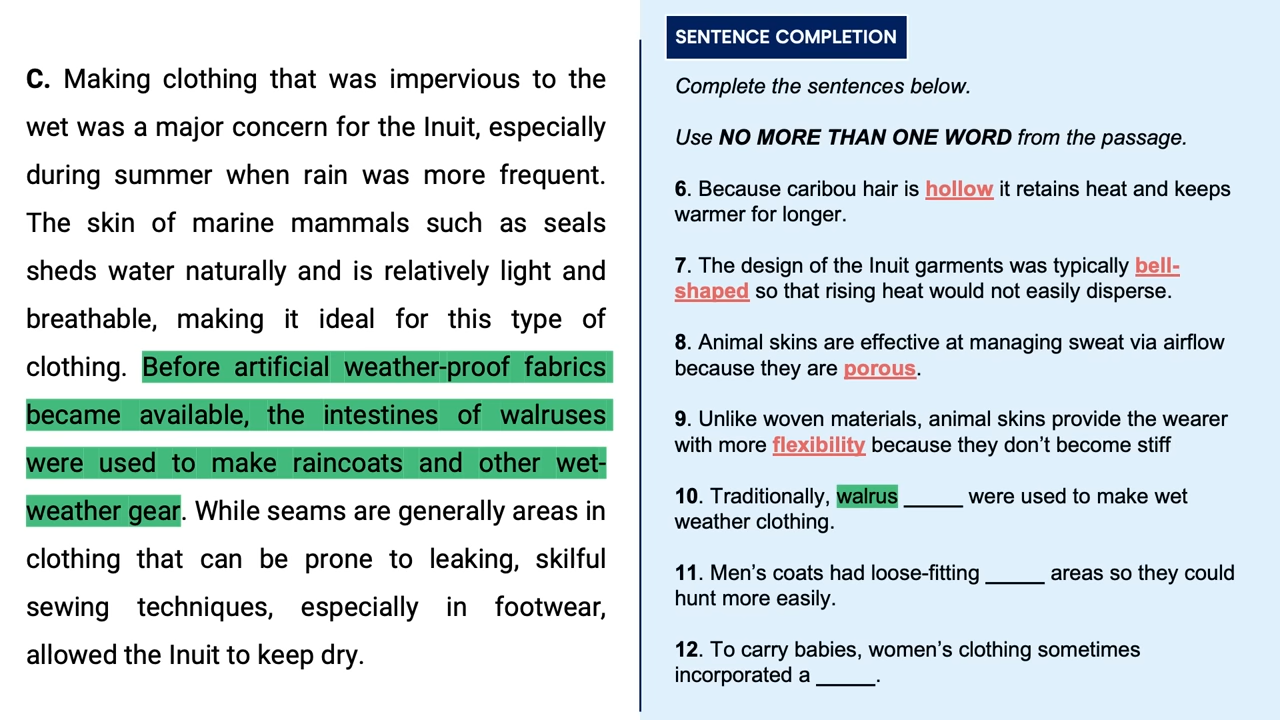 C. Making clothing that was impervious to the
wet was a major concern for the Inuit, especially
during summer when rain was more frequent.
The skin of marine mammals such as seals
sheds water naturally and is relatively light and
breathable, making it ideal for this type of
clothing. Before artificial weather-proof fabrics
became available, the intestines of walruses
were used to make raincoats and other wet-
weather gear. While seams are generally areas in
clothing that can be prone to leaking, skilful
sewing techniques, especially in footwear,
allowed the Inuit to keep dry.
SENTENCE COMPLETION
Complete the sentences below.
Use NO MORE THAN ONE WORD from the passage.
6. Because caribou hair is hollow it retains heat and keeps
warmer for longer.
7. The design of the Inuit garments was typically bell-
shaped so that rising heat would not easily disperse.
8. Animal skins are effective at managing sweat via airflow
because they are porous.
9. Unlike woven materials, animal skins provide the wearer
with more flexibility because they don’t become stiff
10. Traditionally, walrus _____ were used to make wet
weather clothing.
11. Men’s coats had loose-fitting _____ areas so they could
hunt more easily.
12. To carry babies, women’s clothing sometimes
incorporated a _____.